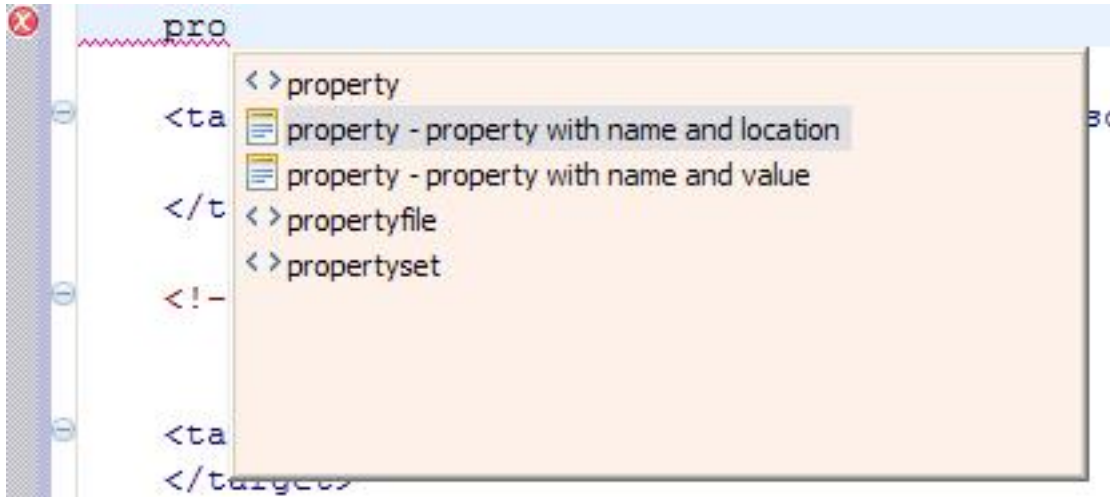 pro
<> property
<ta property - property with name and location
property - property with name and value
</t <> propertyfile
<> propertyset
<!-
<ta
</target>